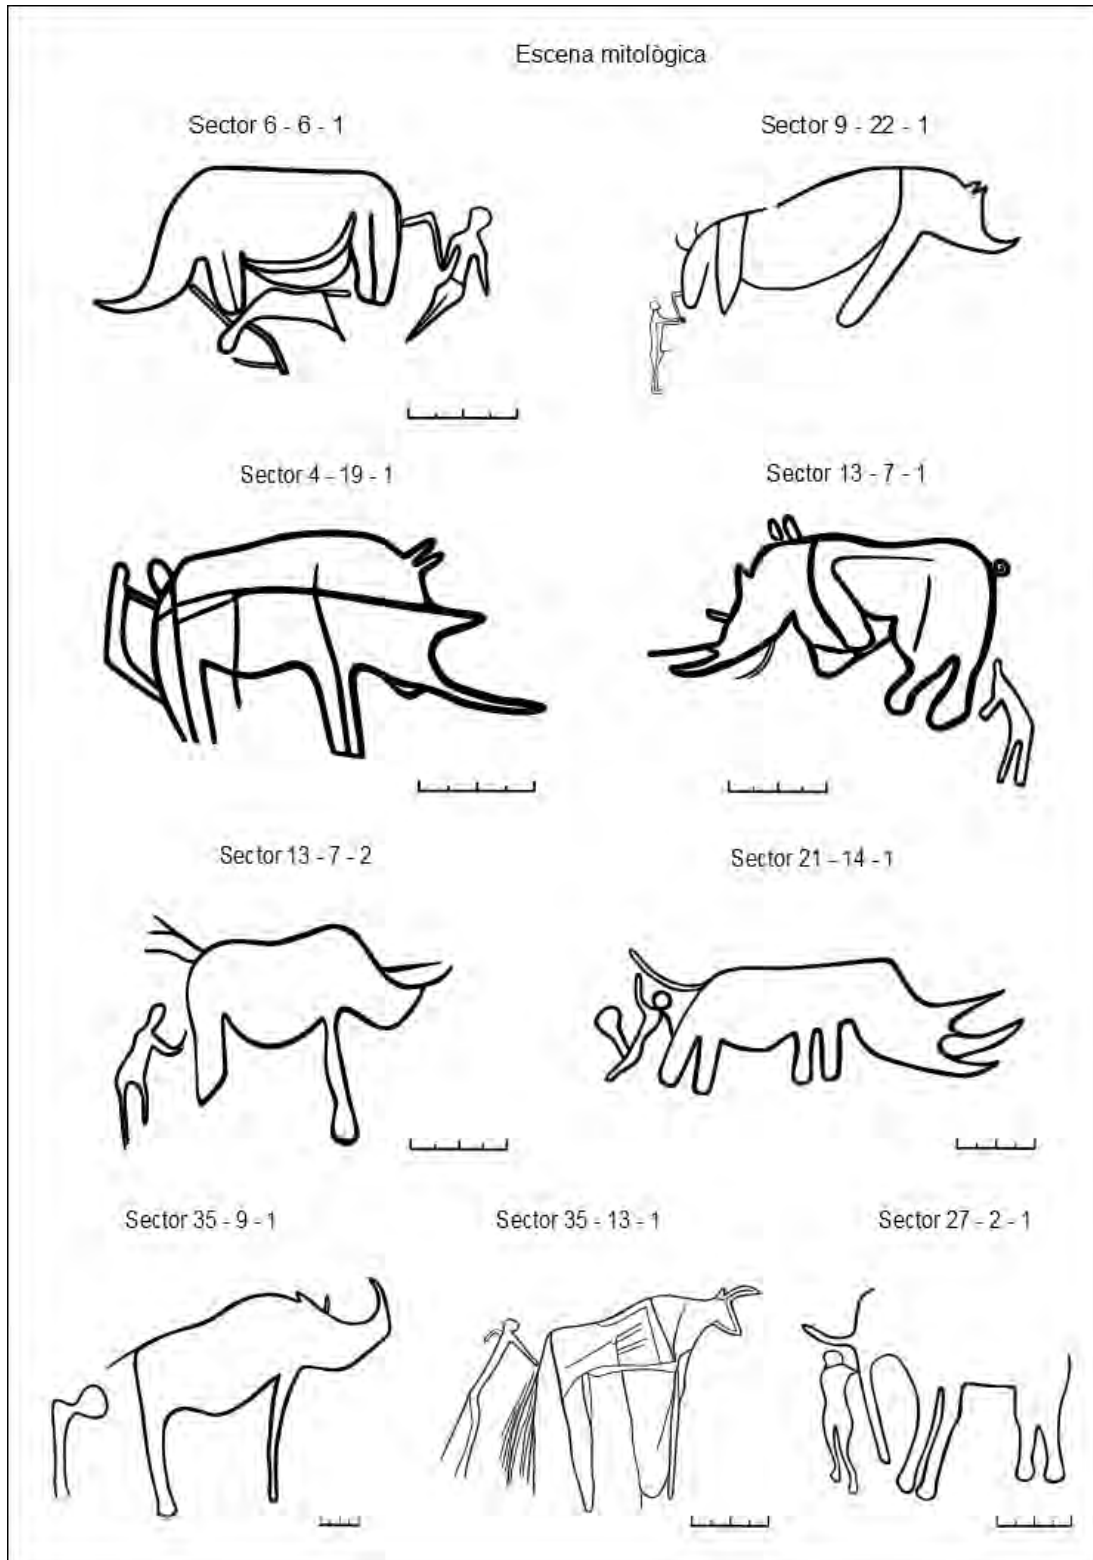 Escena mitològica
Sector 6 - 6 - 1
Sector 9 - 22 - 1
Sector 4 - 19 - 1
Sector 13 - 7 - 1
Sector 13 - 7 - 2
Sector 21 - 14 - 1
Sector 35 - 9 - 1
Sector 35 - 13 - 1
Sector 27 - 2 - 1